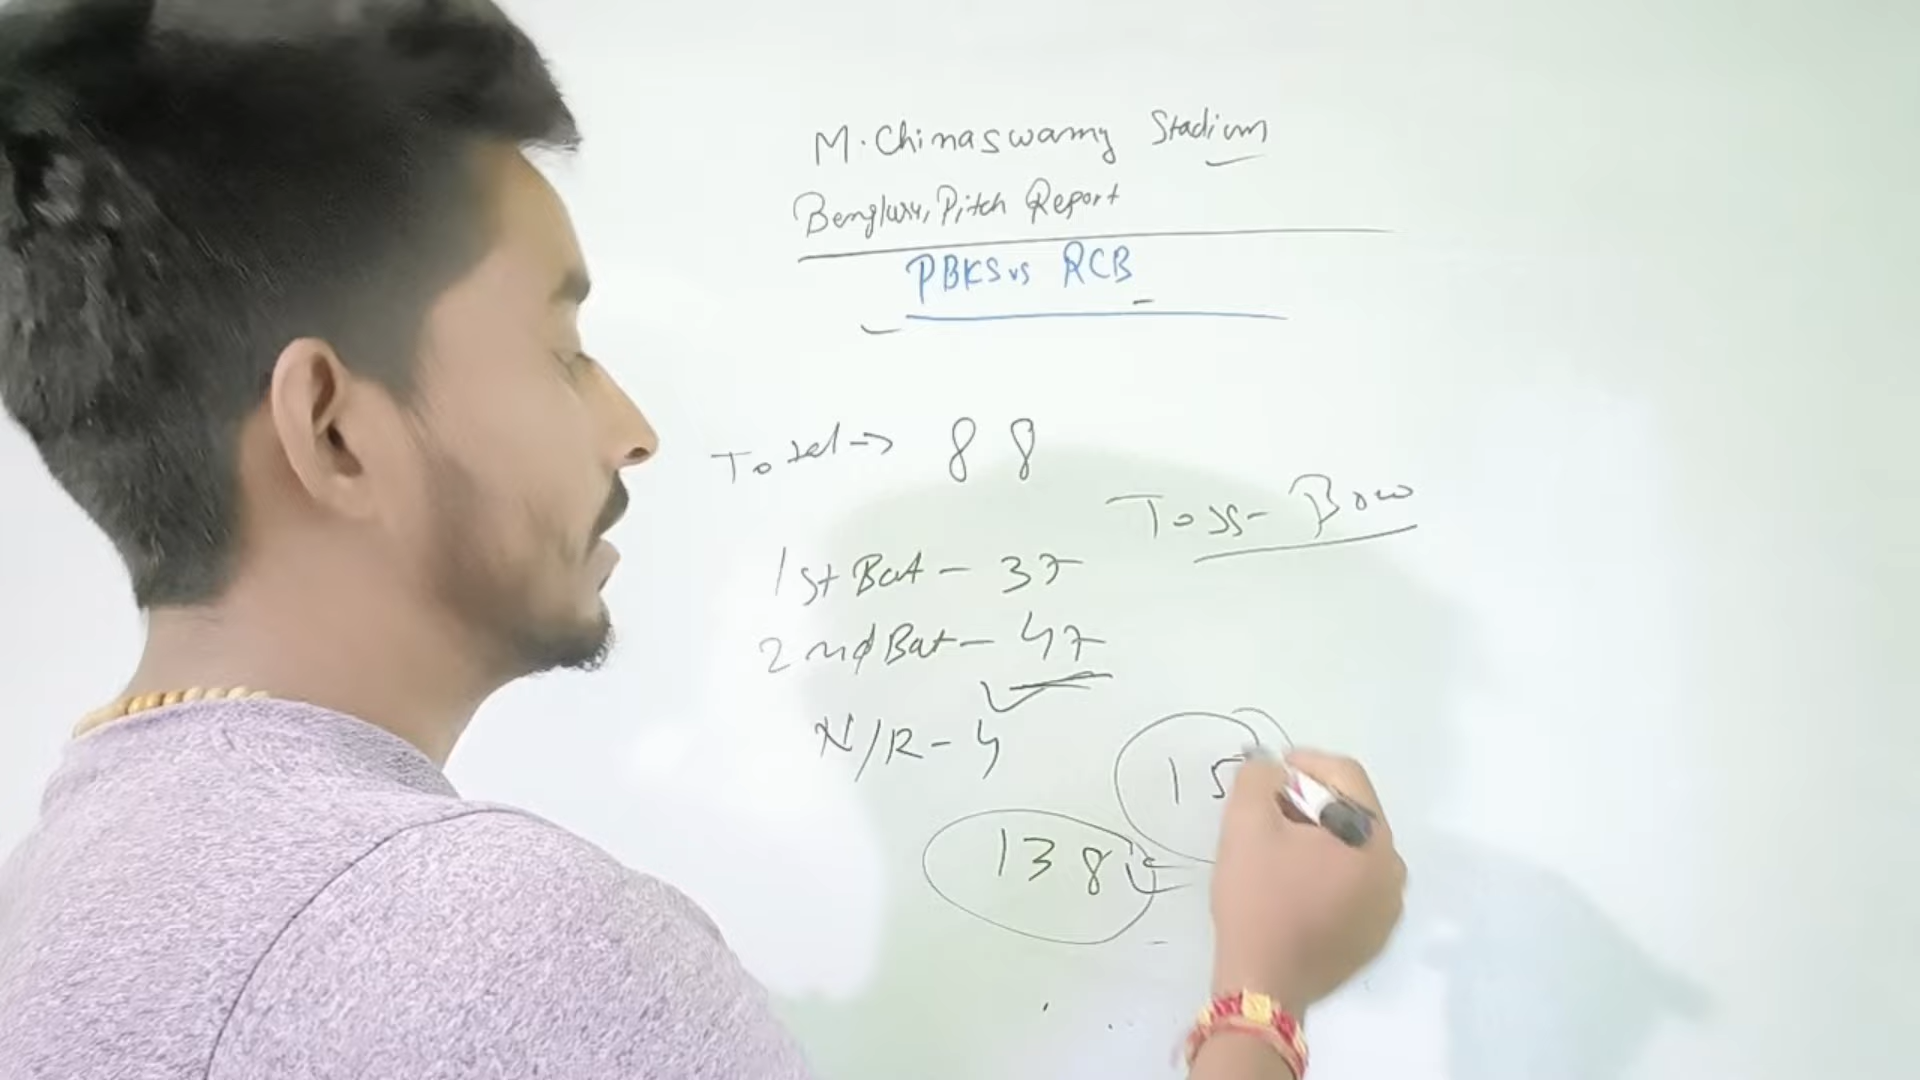 M. Chinaswamy Stadium
Benglury, Pitch Report
PBKS vs RCB
Total → 88
Toss - Bow
1st Bat - 37
2nd Bat - 47
N/R - 4
15
138